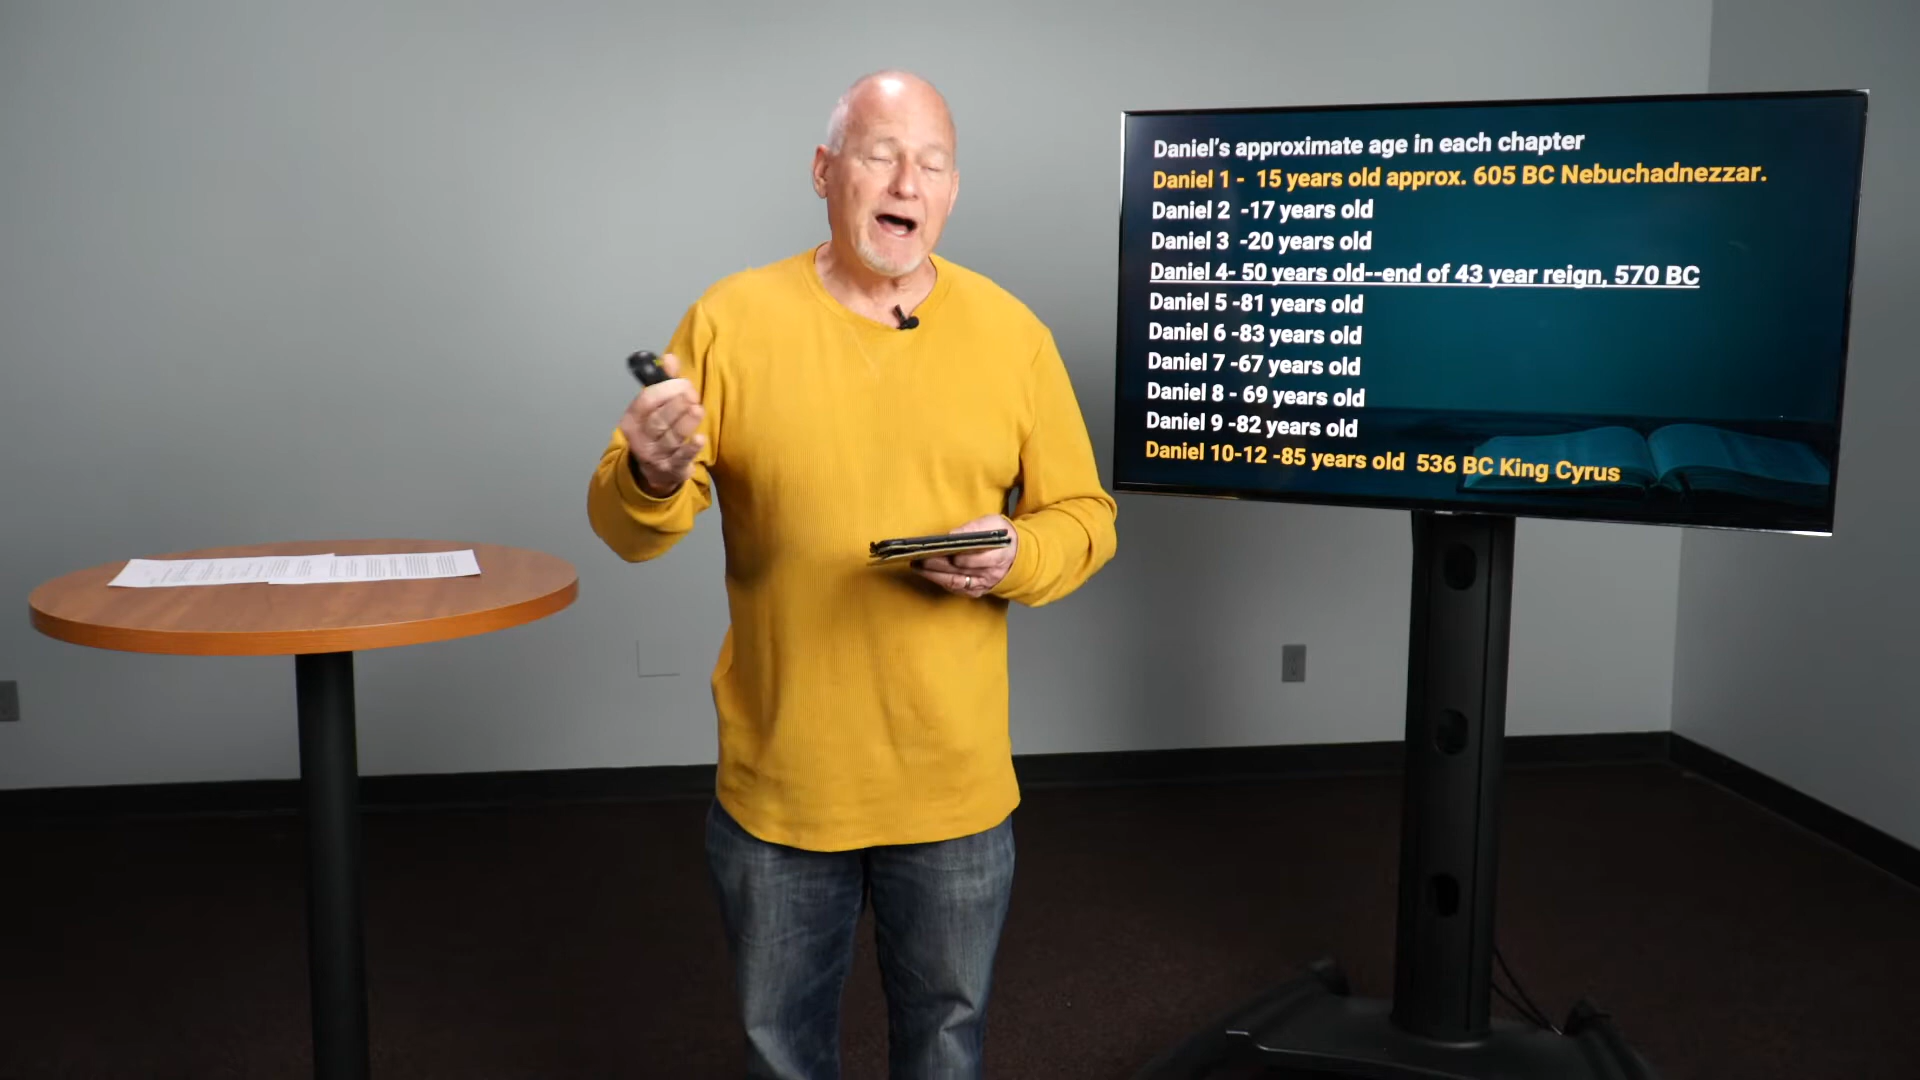 Daniel's approximate age in each chapter
Daniel 1 - 15 years old approx. 605 BC Nebuchadnezzar.
Daniel 2 -17 years old
Daniel 3 -20 years old
Daniel 4- 50 years old--end of 43 year reign, 570 BC
Daniel 5 -81 years old
Daniel 6 -83 years old
Daniel 7 -67 years old
Daniel 8 - 69 years old
Daniel 9 -82 years old
Daniel 10-12 -85 years old 536 BC King Cyrus